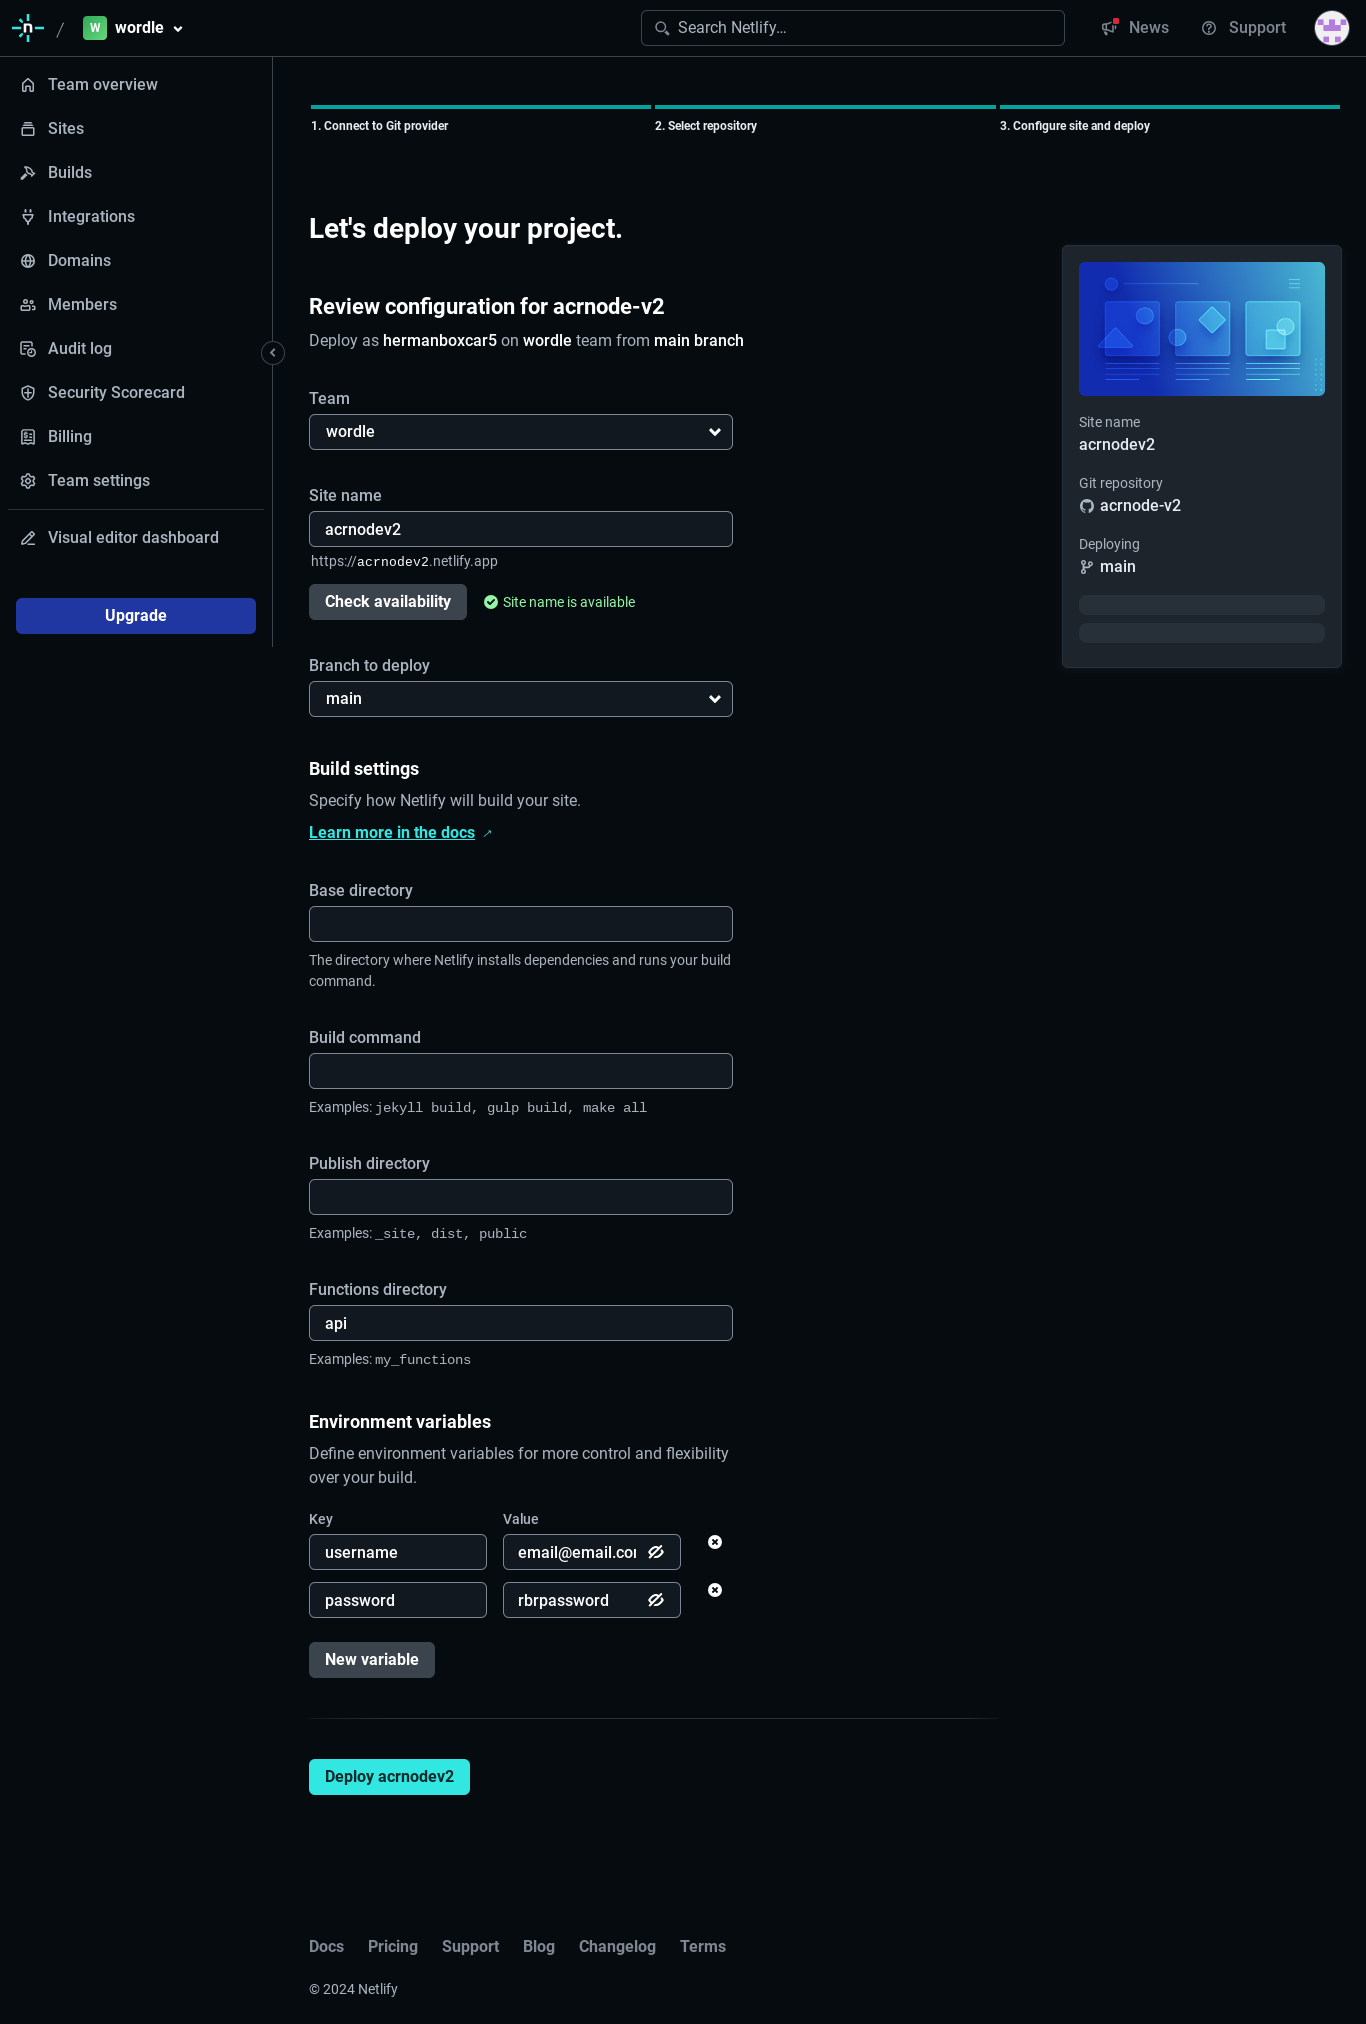 / W wordle
Search Netlify...
News
Support
Team overview
Sites
Builds
Integrations
Domains
Members
Audit log
Security Scorecard
Billing
Team settings
Visual editor dashboard
Upgrade
1. Connect to Git provider
2. Select repository
3. Configure site and deploy
Let's deploy your project.
Review configuration for acrnode-v2
Deploy as hermanboxcar5 on wordle team from main branch
Team
wordle
Site name
acrnodev2
https://acrnodev2.netlify.app
Check availability
Site name is available
Branch to deploy
main
Build settings
Specify how Netlify will build your site.
Learn more in the docs ↗
Base directory
The directory where Netlify installs dependencies and runs your build
command.
Build command
Examples: jekyll build, gulp build, make all
Publish directory
Examples: _site, dist, public
Functions directory
api
Examples: my_functions
Environment variables
Define environment variables for more control and flexibility
over your build.
Key
Value
username
email@email.co
password
rbrpassword
New variable
Deploy acrnodev2
Site name
acrnodev2
Git repository
acrnode-v2
Deploying
main
Docs
Pricing
Support
Blog
Changelog
Terms
© 2024 Netlify